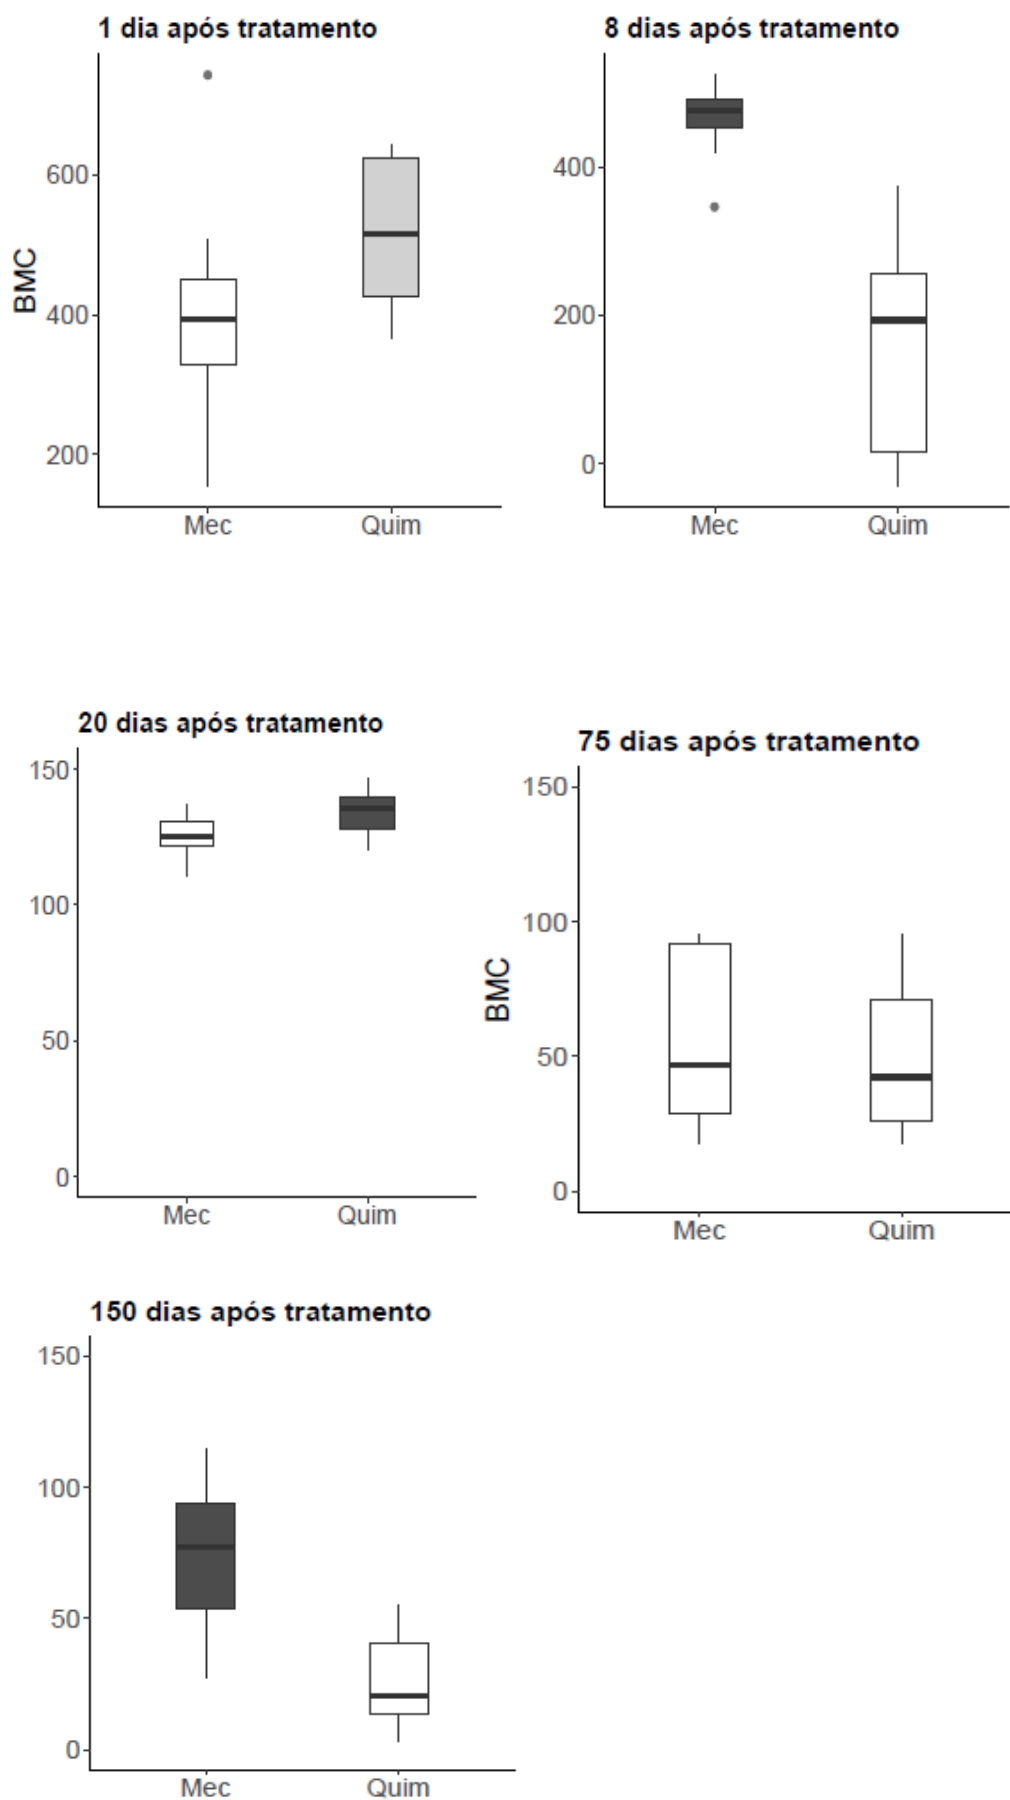 1 dia após tratamento
BMC
600
400
200
Mec Quim
8 dias após tratamento
400
200
0
Mec Quim
20 dias após tratamento
150
100
50
0
Mec Quim
75 dias após tratamento
BMC
150
100
50
0
Mec Quim
150 dias após tratamento
150
100
50
0
Mec Quim